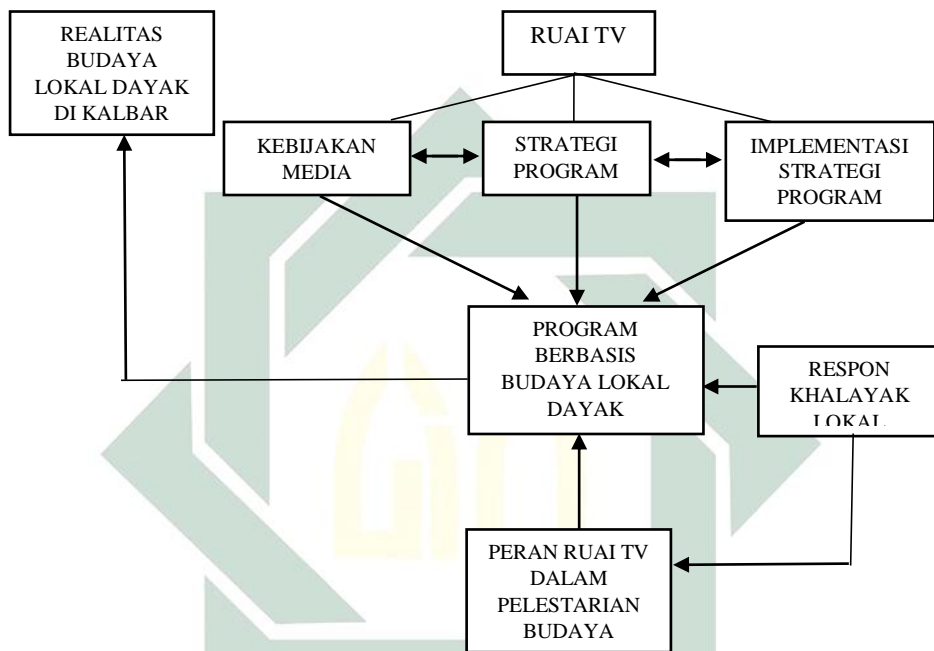 REALITAS
BUDAYA
LOKAL DAYAK
DI KALBAR
RUAI TV
KEBIJAKAN
MEDIA
STRATEGI
PROGRAM
IMPLEMENTASI
STRATEGI
PROGRAM
PROGRAM
BERBASIS
BUDAYA LOKAL
DAYAK
RESPON
KHALAYAK
LOKAL
PERAN RUAI TV
DALAM
PELESTARIAN
BUDAYA